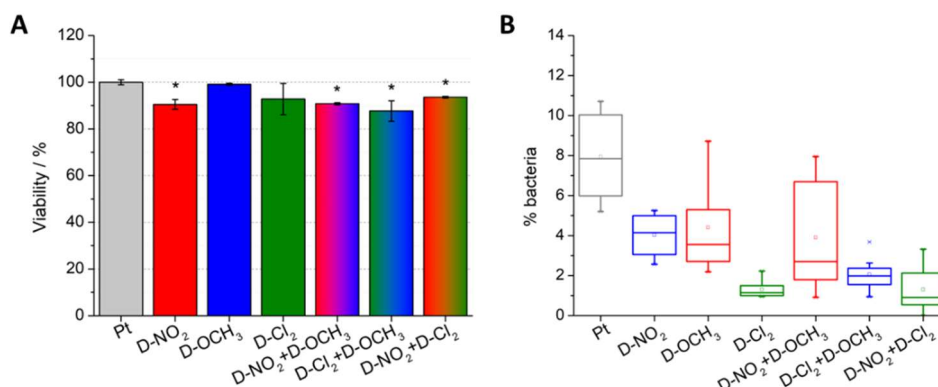 A
Viability / %
120
100
80
60
40
20
0
* * * *
Pt
D-NO₂
D-OCH₃
D-Cl₂
D-NO₂+D-OCH₃
D-Cl₂+D-OCH₃
D-NO₂+D-Cl₂
B
% bacteria
14
12
10
8
6
4
2
0
Pt
D-NO₂
D-OCH₃
D-Cl₂
D-NO₂+D-OCH₃
D-Cl₂+D-OCH₃
D-NO₂+D-Cl₂